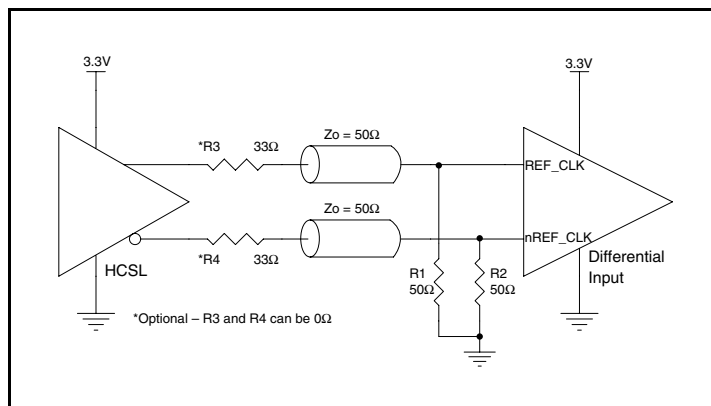 3.3V
3.3V
*R3 33Ω
Zo = 50Ω
REF_CLK
Zo = 50Ω
nREF_CLK
HCSL
*R4 33Ω
R1
50Ω
R2
50Ω
Differential
Input
*Optional – R3 and R4 can be 0Ω